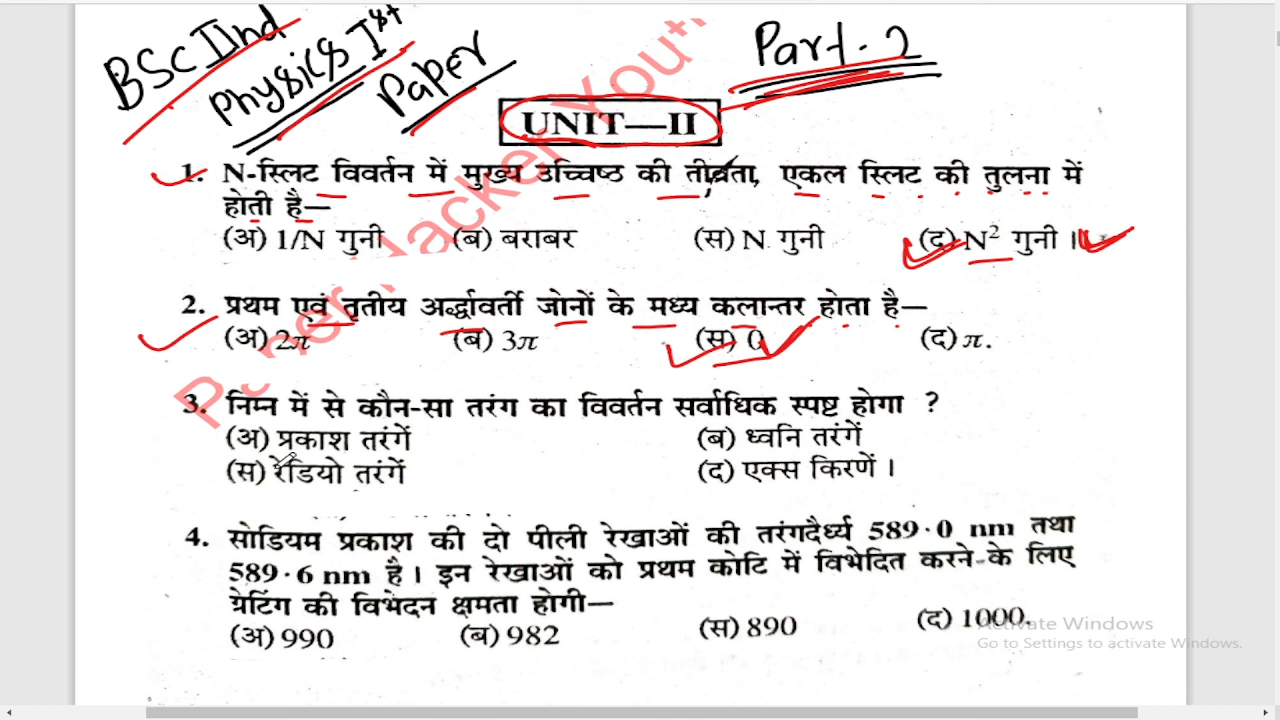 BSc IInd
Physics Ist
Paper
Part-2
UNIT—II
1. N-स्लिट विवर्तन में मुख्य उच्चिष्ठ की तीव्रता, एकल स्लिट की तुलना में
होती है—
(अ) 1/N गुनी (ब) बराबर (स) N गुनी (द) N² गुनी ।
2. प्रथम एवं तृतीय अर्द्धावर्ती जोनों के मध्य कलान्तर होता है—
(अ) 2π (ब) 3π (स) 0 (द) π.
3. निम्न में से कौन-सा तरंग का विवर्तन सर्वाधिक स्पष्ट होगा ?
(अ) प्रकाश तरंगें (ब) ध्वनि तरंगें
(स) रेडियो तरंगें (द) एक्स किरणें ।
4. सोडियम प्रकाश की दो पीली रेखाओं की तरंगदैर्ध्य 589·0 nm तथा
589·6 nm है । इन रेखाओं को प्रथम कोटि में विभेदित करने के लिए
ग्रेटिंग की विभेदन क्षमता होगी—
(अ) 990 (ब) 982 (स) 890 (द) 1000.
Activate Windows
Go to Settings to activate Windows.